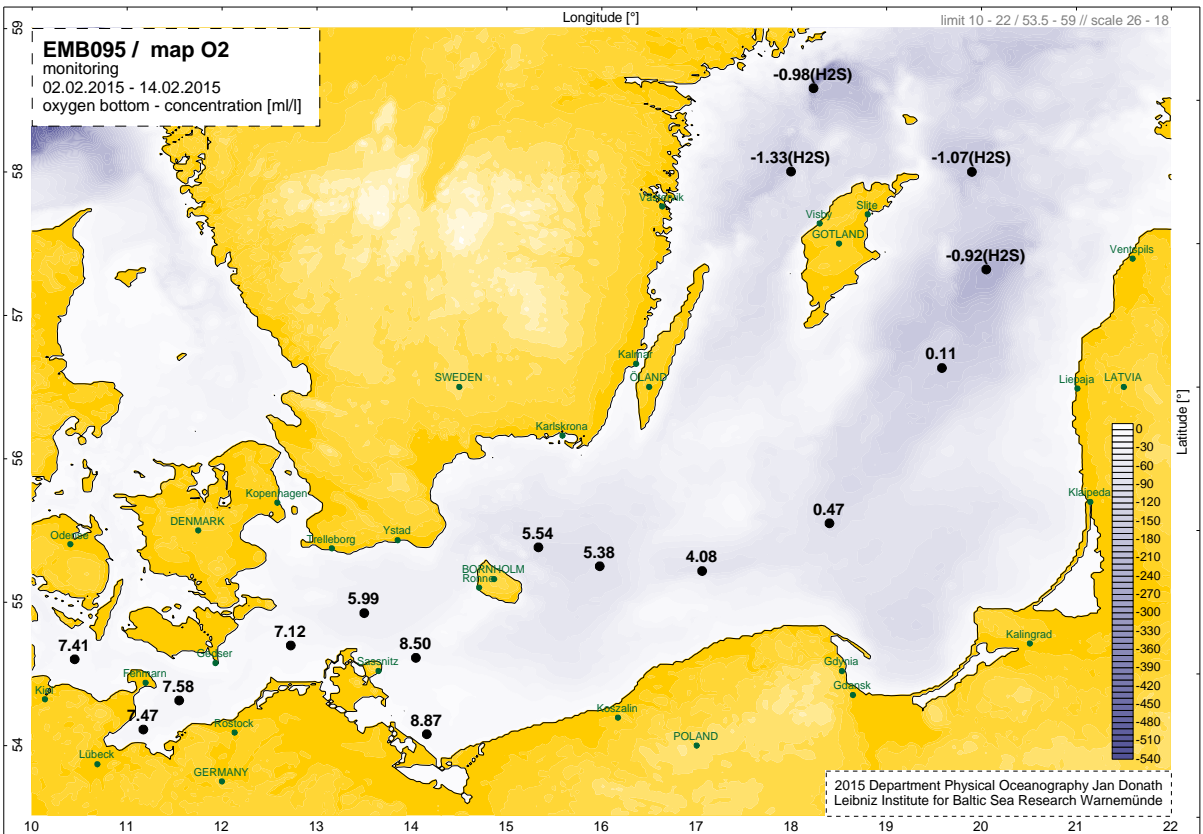 Longitude [°]
limit 10 - 22 / 53.5 - 59 // scale 26 - 18
EMB095 / map O2
monitoring
02.02.2015 - 14.02.2015
oxygen bottom - concentration [ml/l]
59
-0.98(H2S)
58
-1.33(H2S)
-1.07(H2S)
Västervik
Slite
Visby
GOTLAND
-0.92(H2S)
Ventspils
57
0.11
Kalmar
SWEDEN
ÖLAND
Liepaja
LATVIA
Latitude [°]
Karlskrona
56
0
-30
-60
-90
-120
-150
-180
-210
-240
-270
-300
-330
-360
-390
-420
-450
-480
-510
-540
Kopenhagen
Klaipeda
0.47
DENMARK
Odense
Trelleborg
Ystad
5.54
5.38
4.08
BORNHOLM
Ronne
55
5.99
7.12
8.50
7.41
Gedser
Sassnitz
Kalingrad
Fehmarn
Gdynia
Kiel
7.58
Gdansk
7.47
Rostock
8.87
Koszalin
54
Lübeck
POLAND
GERMANY
2015 Department Physical Oceanography Jan Donath
Leibniz Institute for Baltic Sea Research Warnemünde
10 11 12 13 14 15 16 17 18 19 20 21 22